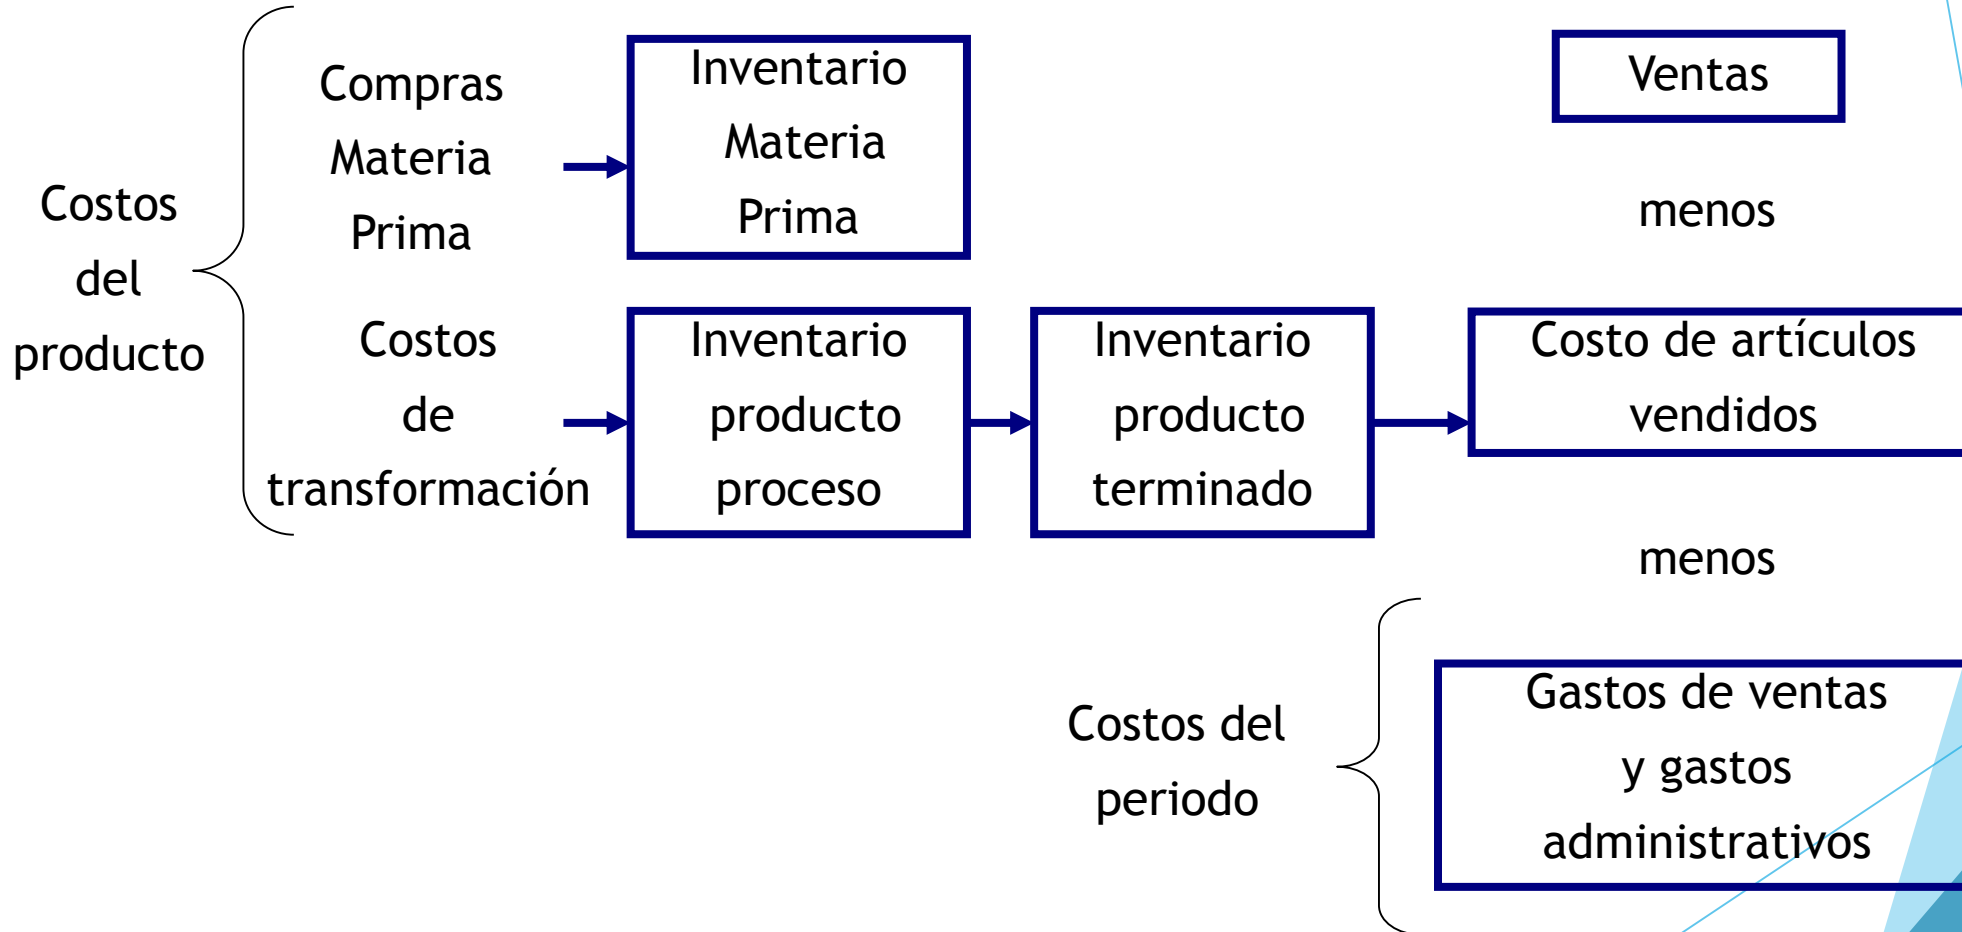 Costos
del
producto
Compras
Materia
Prima
Inventario
Materia
Prima
Ventas
menos
Costos
de
transformación
Inventario
producto
proceso
Inventario
producto
terminado
Costo de artículos
vendidos
menos
Costos del
periodo
Gastos de ventas
y gastos
administrativos